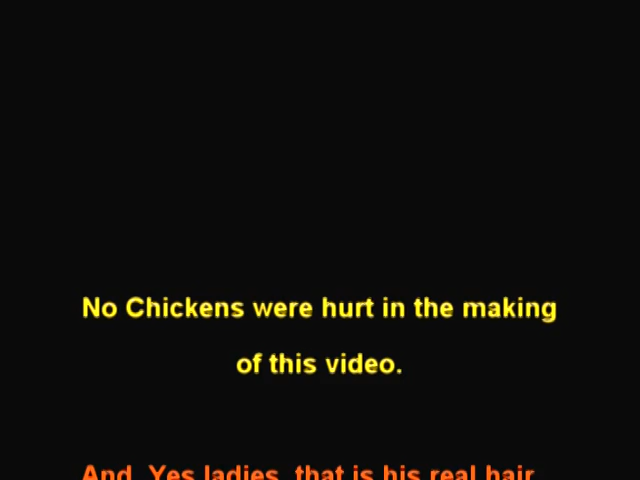 No Chickens were hurt in the making
of this video.
And, Yes ladies, that is his real hair